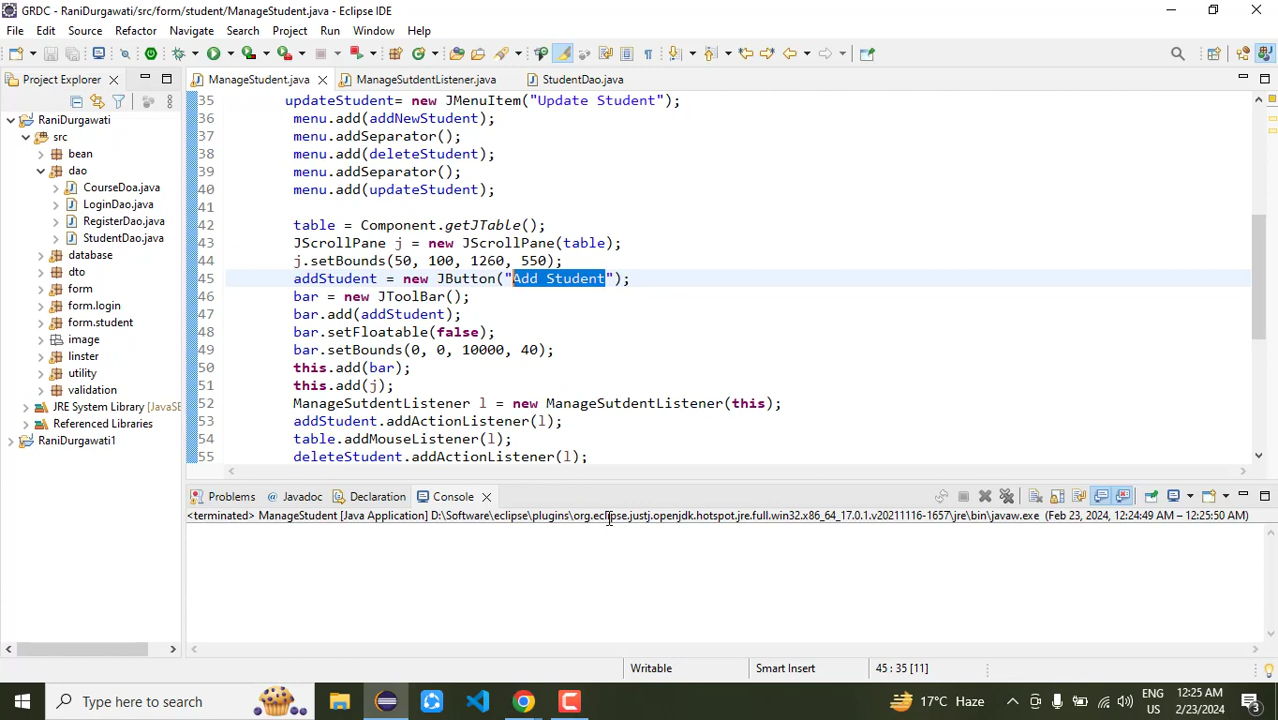 GRDC - RaniDurgawati/src/form/student/ManageStudent.java - Eclipse IDE
File Edit Source Refactor Navigate Search Project Run Window Help
Project Explorer
ManageStudent.java
ManageSutdentListener.java
StudentDao.java
RaniDurgawati
src
bean
dao
CourseDoa.java
LoginDao.java
RegisterDao.java
StudentDao.java
database
dto
form
form.login
form.student
image
linster
utility
validation
JRE System Library [JavaSE
Referenced Libraries
RaniDurgawati1
35 updateStudent= new JMenuItem("Update Student");
36 menu.add(addNewStudent);
37 menu.addSeparator();
38 menu.add(deleteStudent);
39 menu.addSeparator();
40 menu.add(updateStudent);
41
42 table = Component.getJTable();
43 JScrollPane j = new JScrollPane(table);
44 j.setBounds(50, 100, 1260, 550);
45 addStudent = new JButton("Add Student");
46 bar = new JToolBar();
47 bar.add(addStudent);
48 bar.setFloatable(false);
49 bar.setBounds(0, 0, 10000, 40);
50 this.add(bar);
51 this.add(j);
52 ManageSutdentListener l = new ManageSutdentListener(this);
53 addStudent.addActionListener(l);
54 table.addMouseListener(l);
55 deleteStudent.addActionListener(l);
Problems Javadoc Declaration Console
<terminated> ManageStudent [Java Application] D:\Software\eclipse\plugins\org.eclipse.justj.openjdk.hotspot.jre.full.win32.x86_64_17.0.1.v20211116-1657\jre\bin\javaw.exe (Feb 23, 2024, 12:24:49 AM – 12:25:50 AM)
Writable Smart Insert 45 : 35 [11]
Type here to search
17°C Haze
ENG
US
12:25 AM
2/23/2024
3